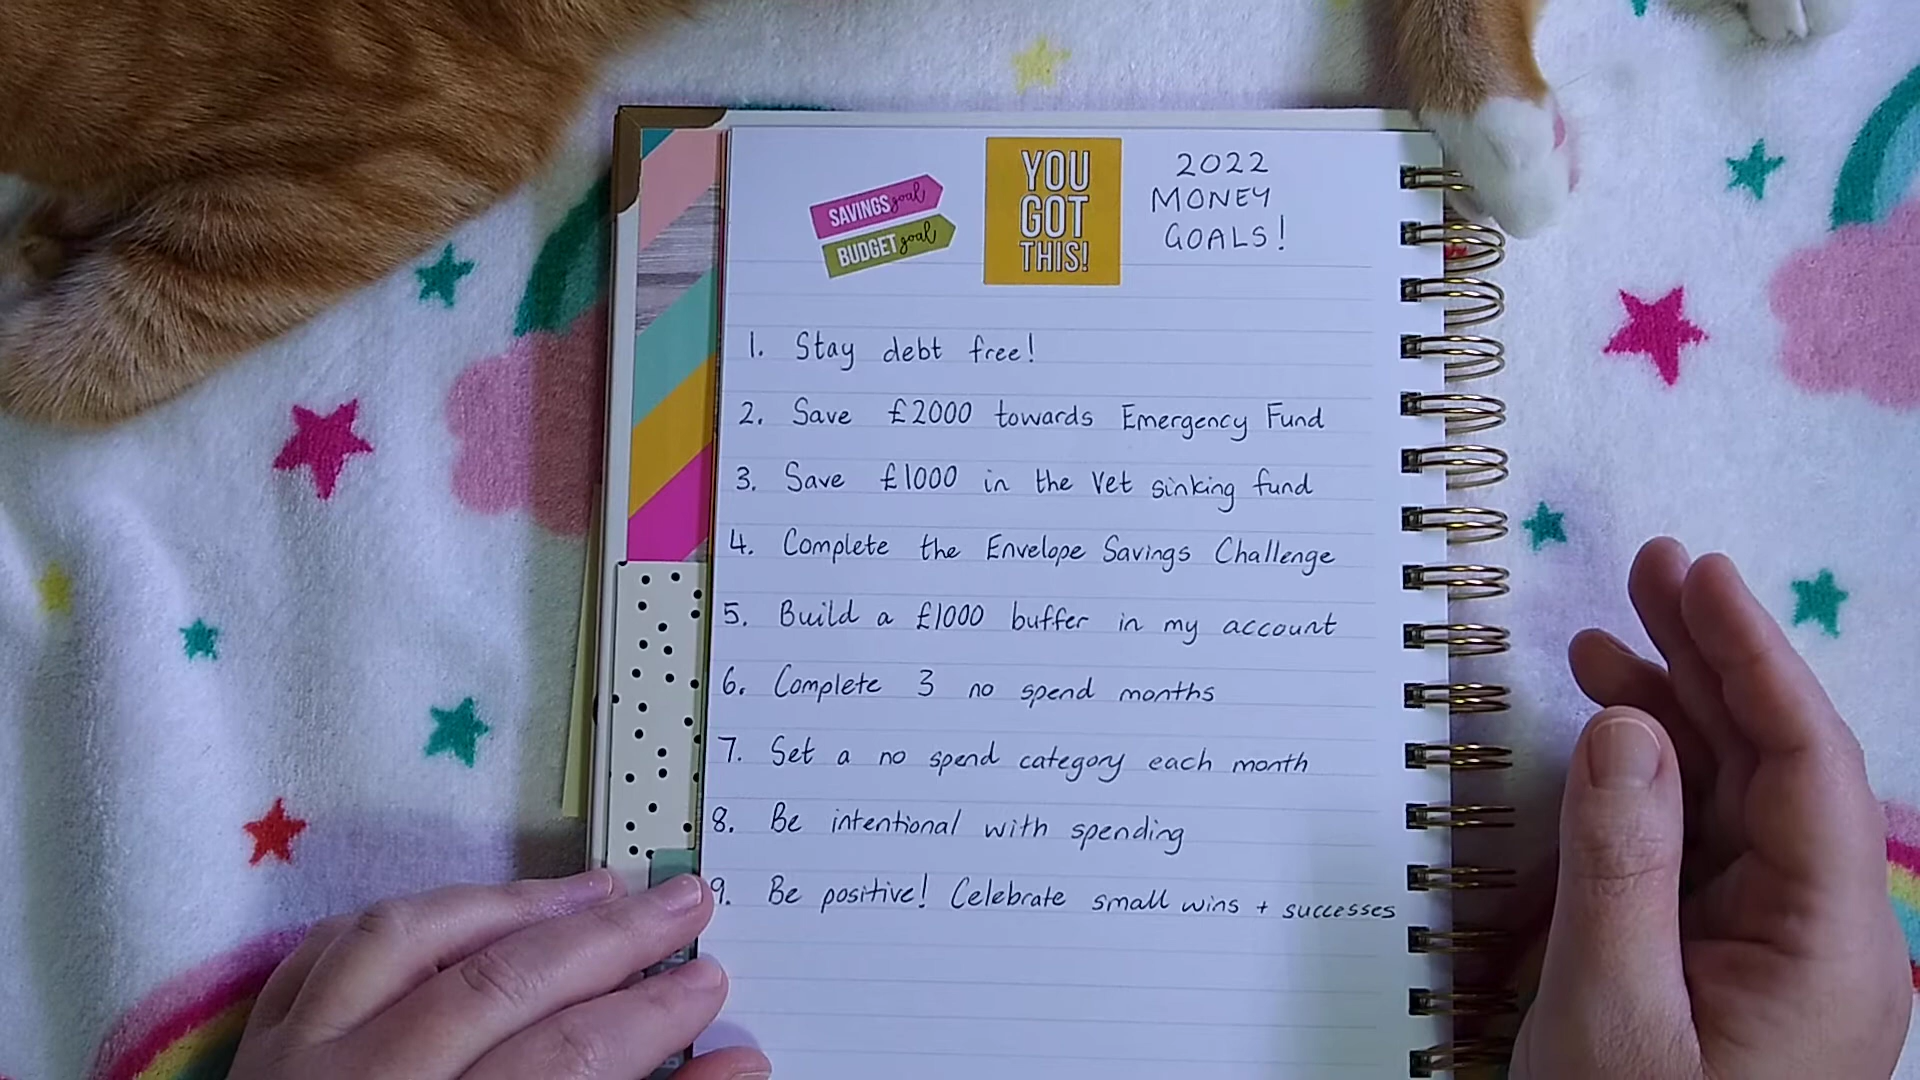 SAVINGS goal
BUDGET goal
YOU
GOT
THIS!
2022
MONEY
GOALS!
1. Stay debt free!
2. Save £2000 towards Emergency Fund
3. Save £1000 in the Vet sinking fund
4. Complete the Envelope Savings Challenge
5. Build a £1000 buffer in my account
6. Complete 3 no spend months
7. Set a no spend category each month
8. Be intentional with spending
9. Be positive! Celebrate small wins + successes